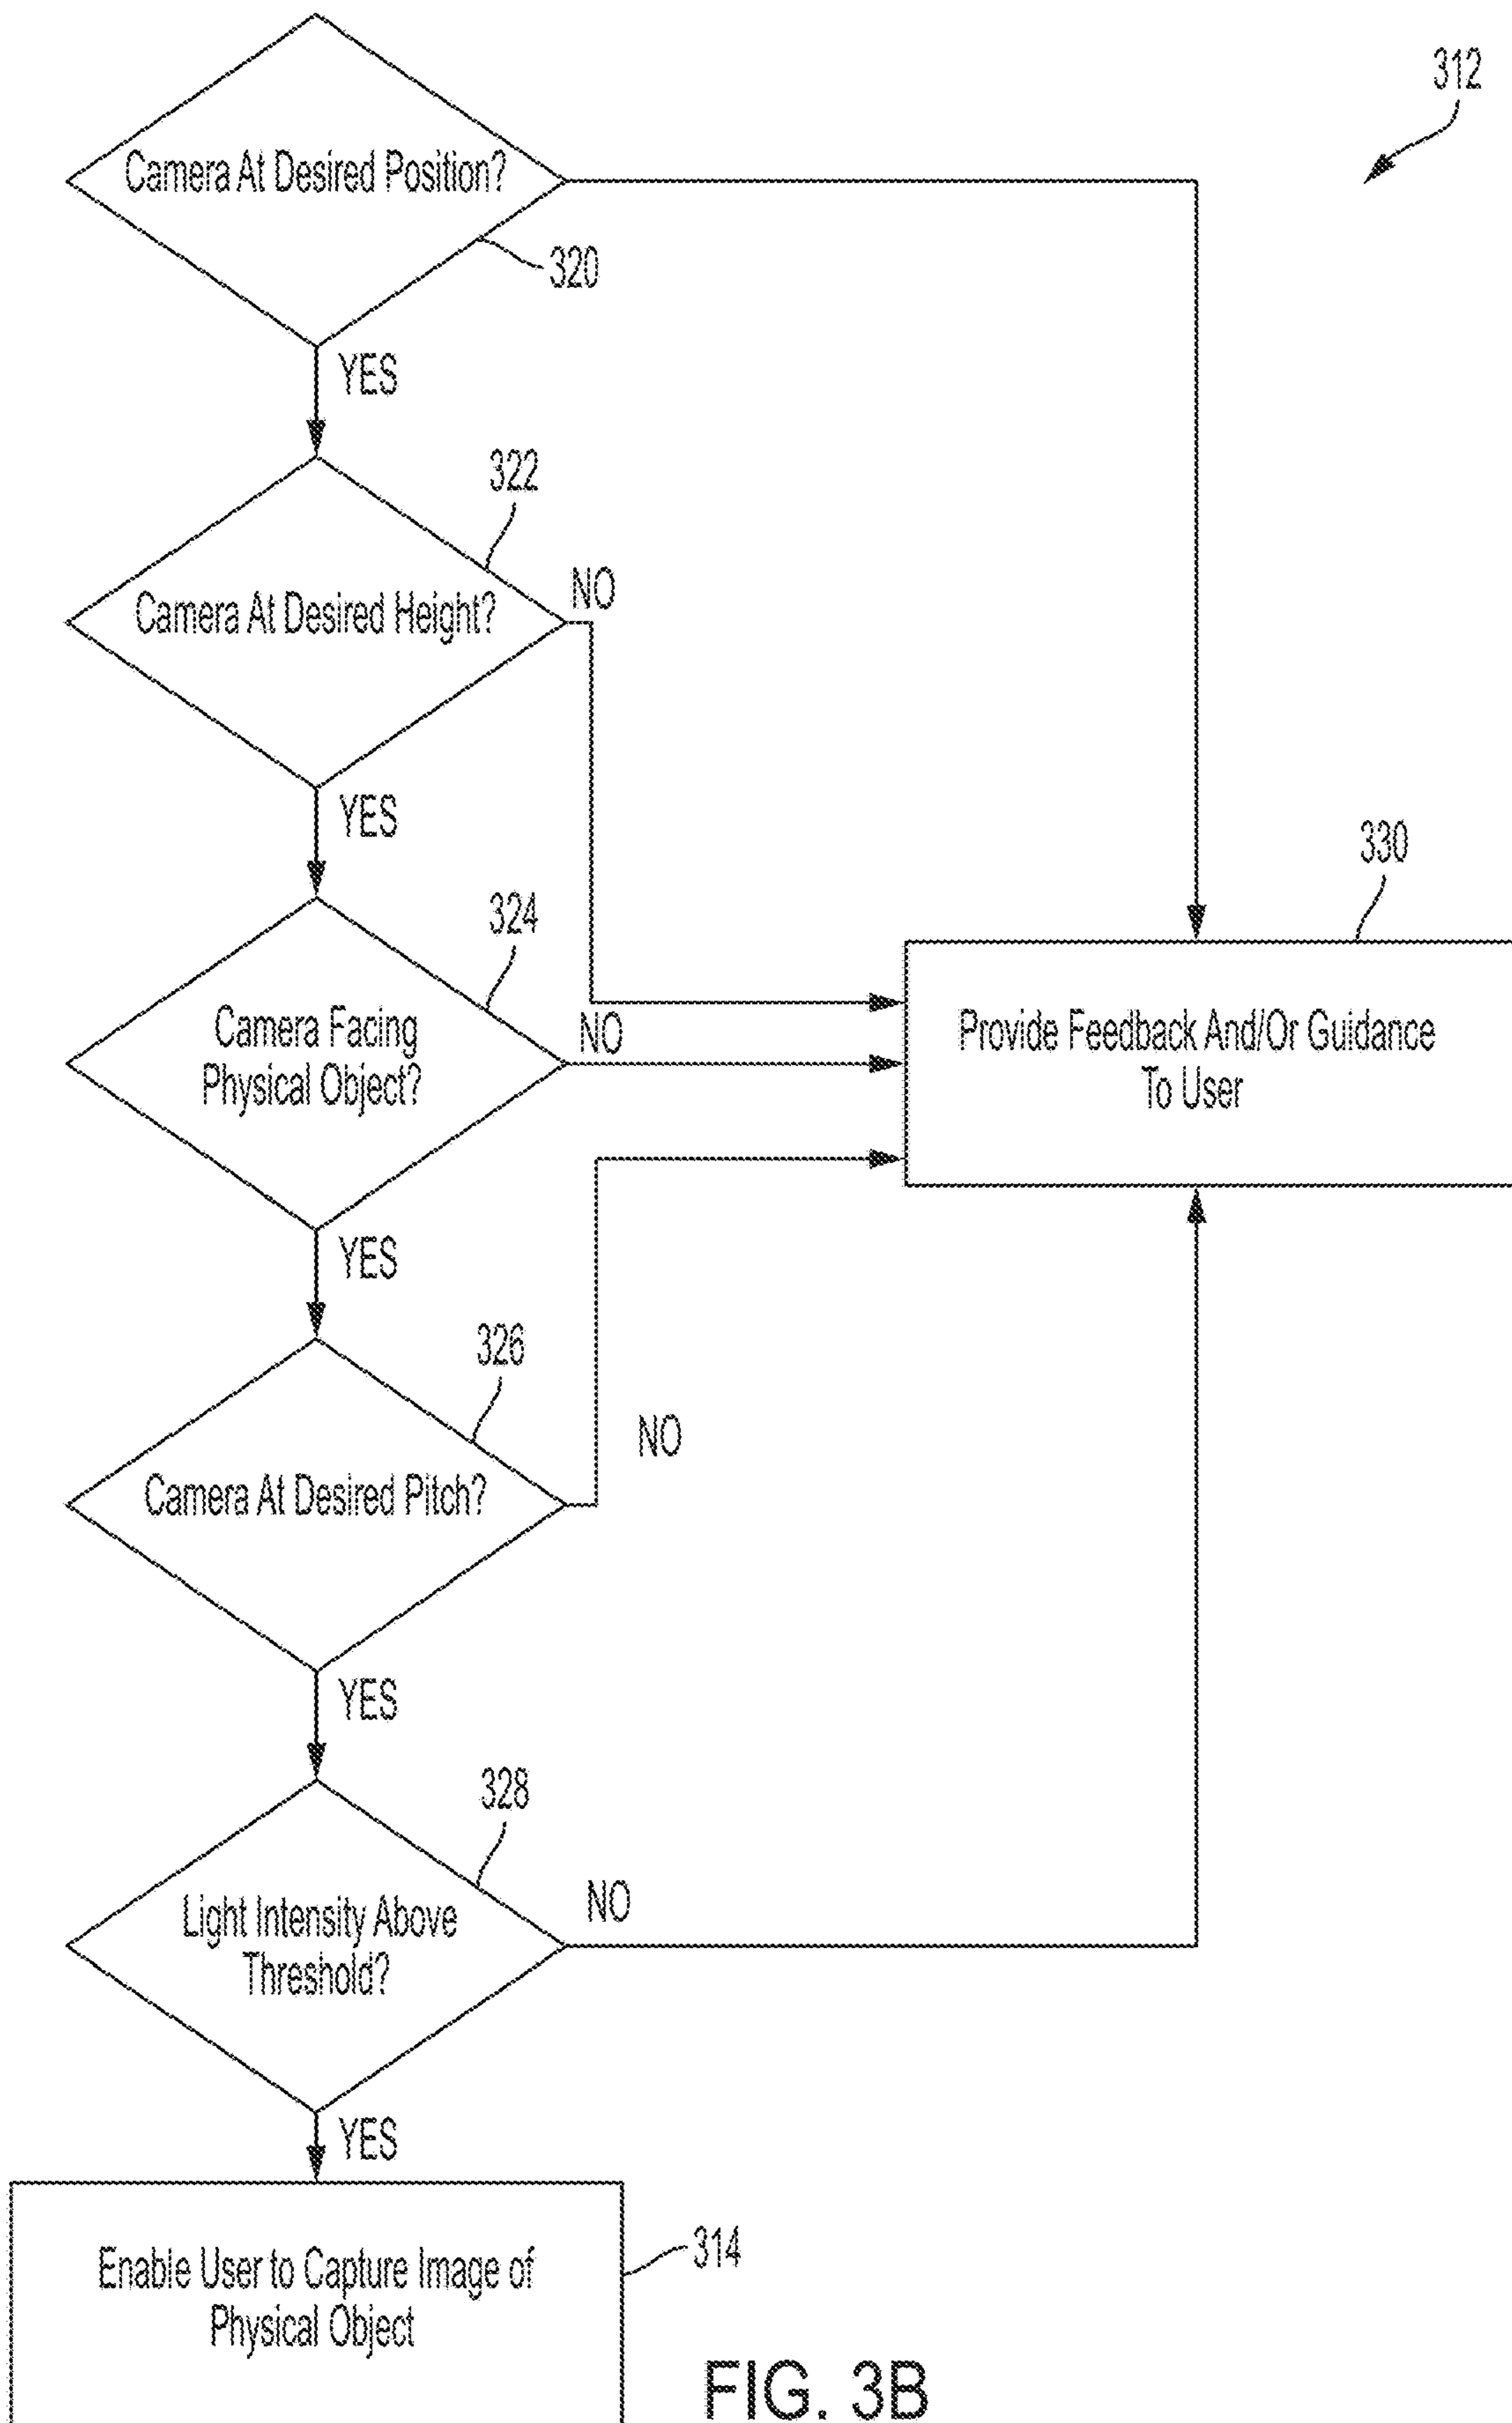 312
Camera At Desired Position?
320
YES
322
NO
Camera At Desired Height?
YES
330
324
Camera Facing
Physical Object?
NO
Provide Feedback And/Or Guidance
To User
YES
326
NO
Camera At Desired Pitch?
YES
328
NO
Light Intensity Above
Threshold?
YES
314
Enable User to Capture Image of
Physical Object
FIG. 3B